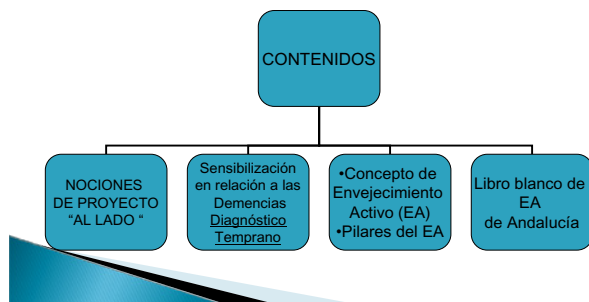 CONTENIDOS
NOCIONES
DE PROYECTO
"AL LADO "
Sensibilización
en relación a las
Demencias
Diagnóstico
Temprano
•Concepto de
Envejecimiento
Activo (EA)
•Pilares del EA
Libro blanco de
EA
de Andalucía